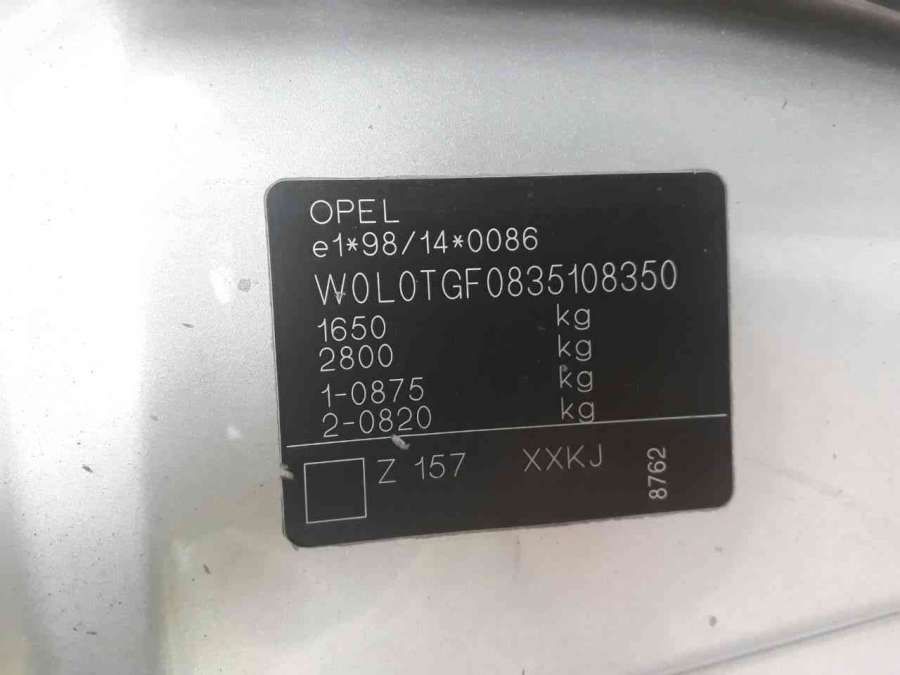 OPEL
e1*98/14*0086
W0L0TGF0835108350
1650 kg
2800 kg
1-0875 kg
2-0820 kg
Z 157 XXKJ 8762